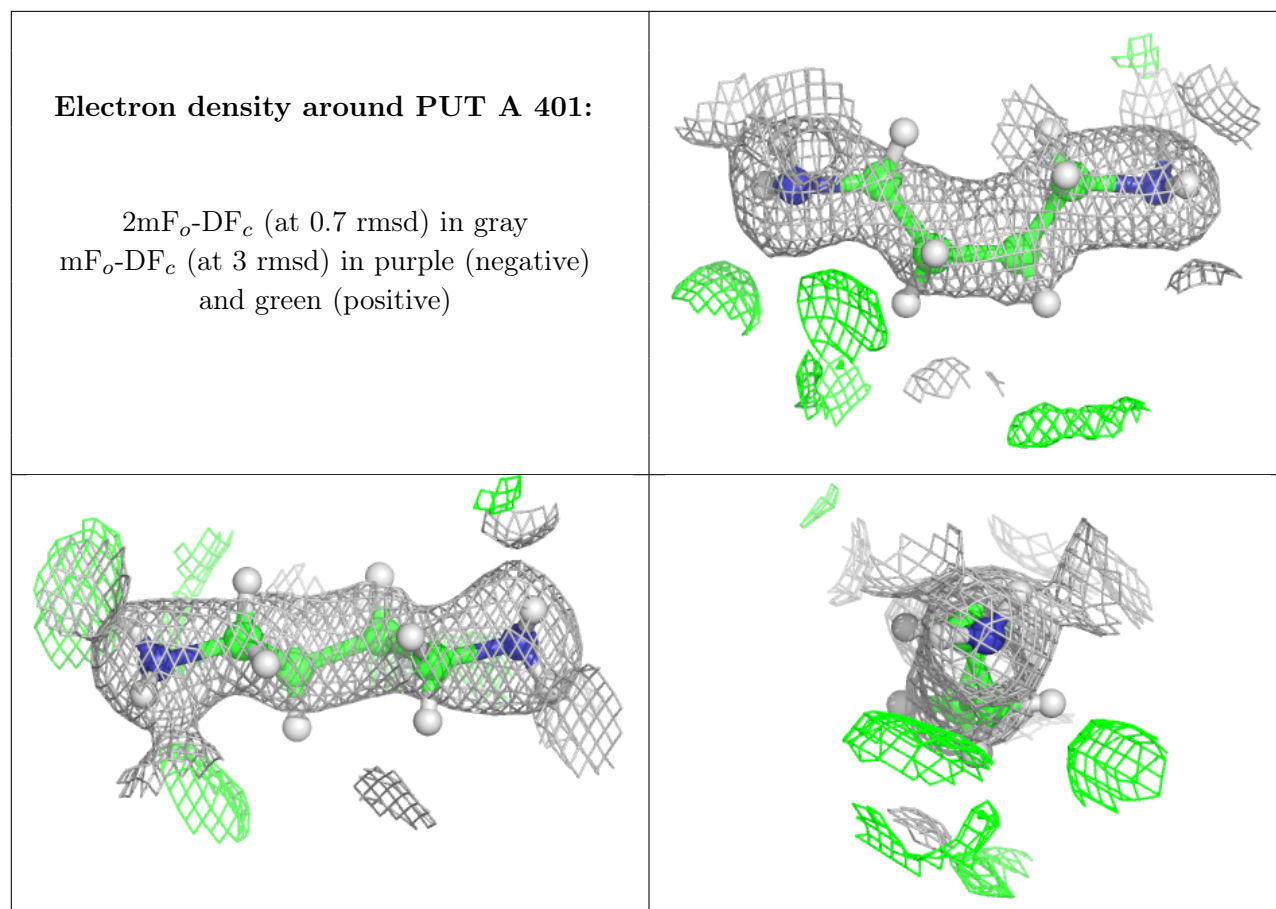 Electron density around PUT A 401:
2mFo-DFc (at 0.7 rmsd) in gray
mFo-DFc (at 3 rmsd) in purple (negative)
and green (positive)